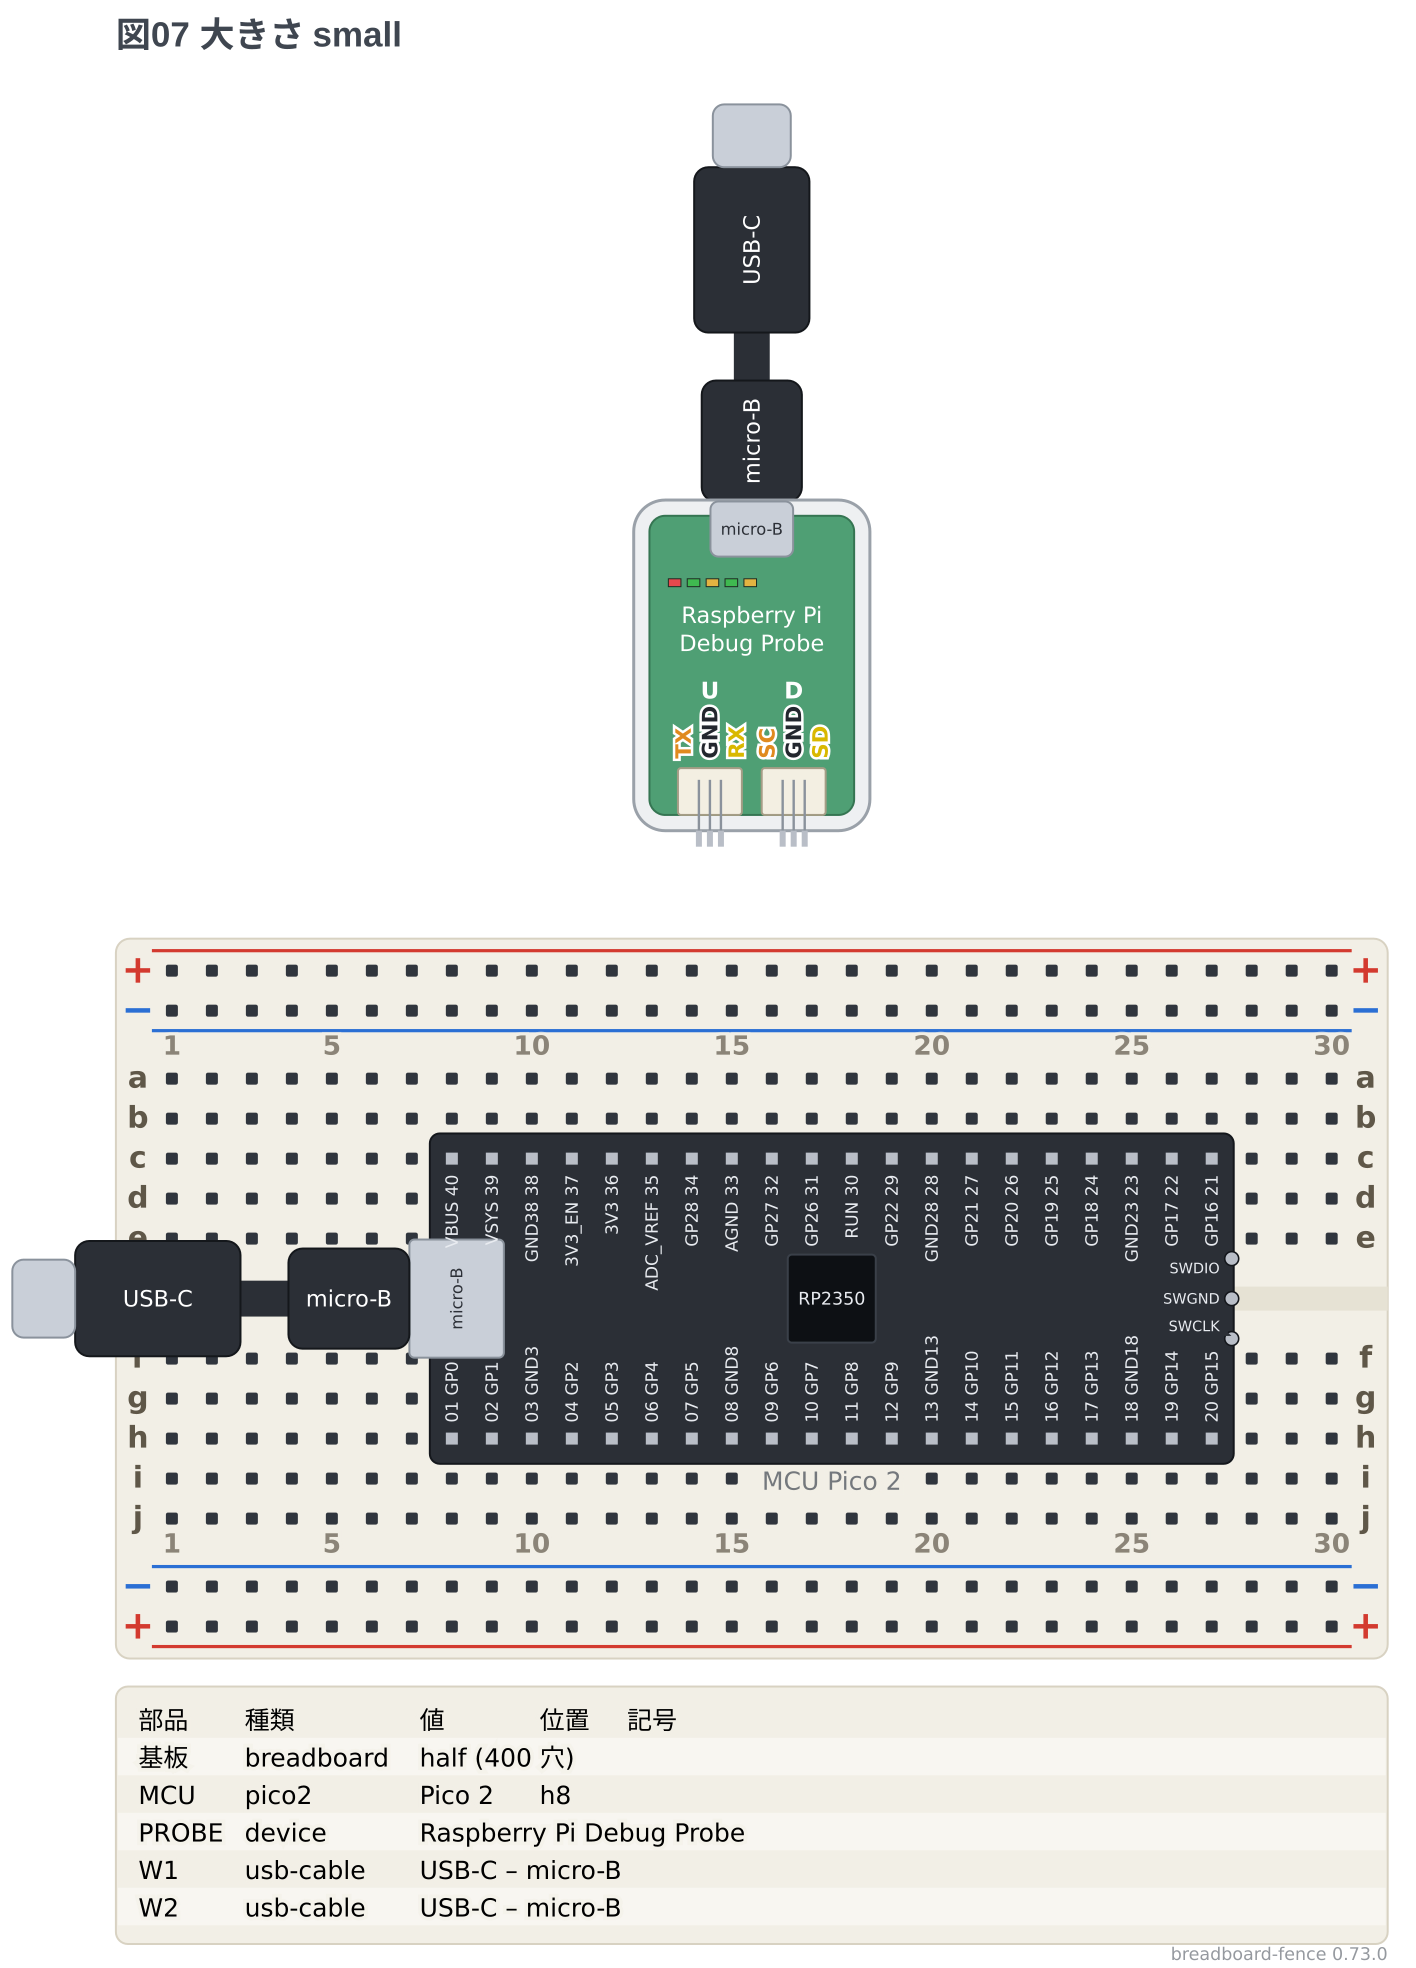 図07 大きさ small
USB-C
micro-B
micro-B
Raspberry Pi
Debug Probe
U D
TX GND RX SC GND SD
+ +
− −
1 5 10 15 20 25 30
a a
b b
c c
d d
e e
VBUS 40 VSYS 39 GND38 38 3V3_EN 37 3V3 36 ADC_VREF 35 GP28 34 AGND 33 GP27 32 GP26 31 RUN 30 GP22 29 GND28 28 GP21 27 GP20 26 GP19 25 GP18 24 GND23 23 GP17 22 GP16 21
SWDIO
USB-C micro-B micro-B RP2350 SWGND
SWCLK
01 GP0 02 GP1 03 GND3 04 GP2 05 GP3 06 GP4 07 GP5 08 GND8 09 GP6 10 GP7 11 GP8 12 GP9 13 GND13 14 GP10 15 GP11 16 GP12 17 GP13 18 GND18 19 GP14 20 GP15
f
g g
h h
i MCU Pico 2 i
j j
1 5 10 15 20 25 30
− −
+ +
部品 種類 値 位置 記号
基板 breadboard half (400 穴)
MCU pico2 Pico 2 h8
PROBE device Raspberry Pi Debug Probe
W1 usb-cable USB-C – micro-B
W2 usb-cable USB-C – micro-B
breadboard-fence 0.73.0